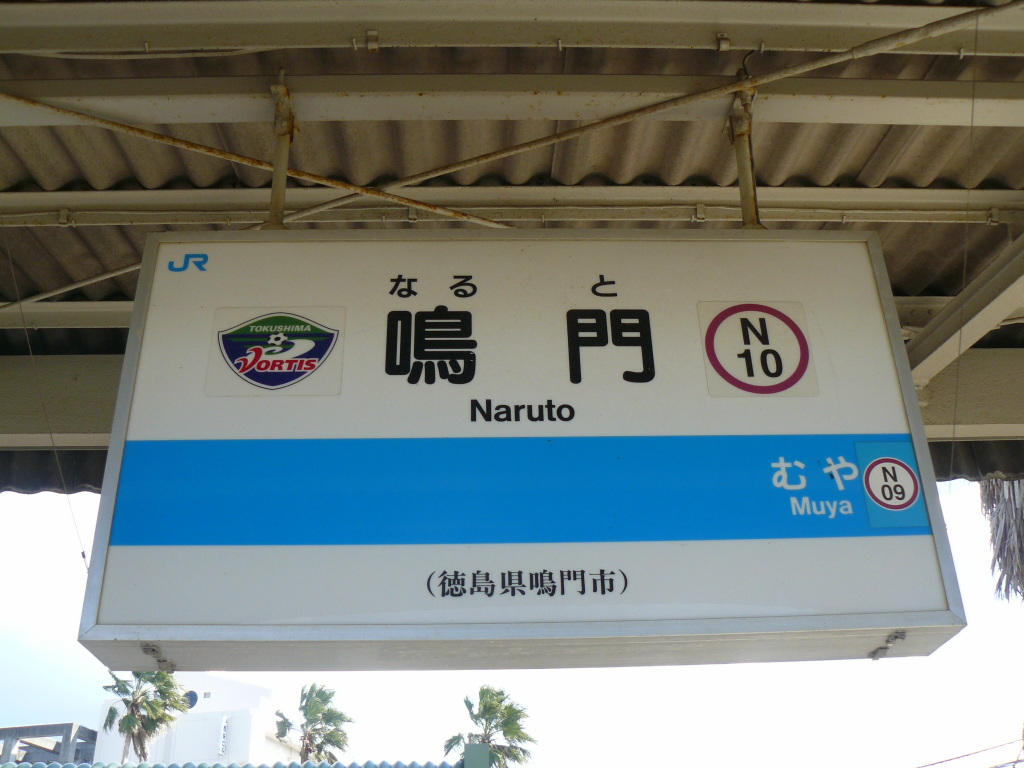 JR
なる と
TOKUSHIMA
VORTIS
鳴 門
N
10
Naruto
むや
Muya
N
09
(徳島県鳴門市)